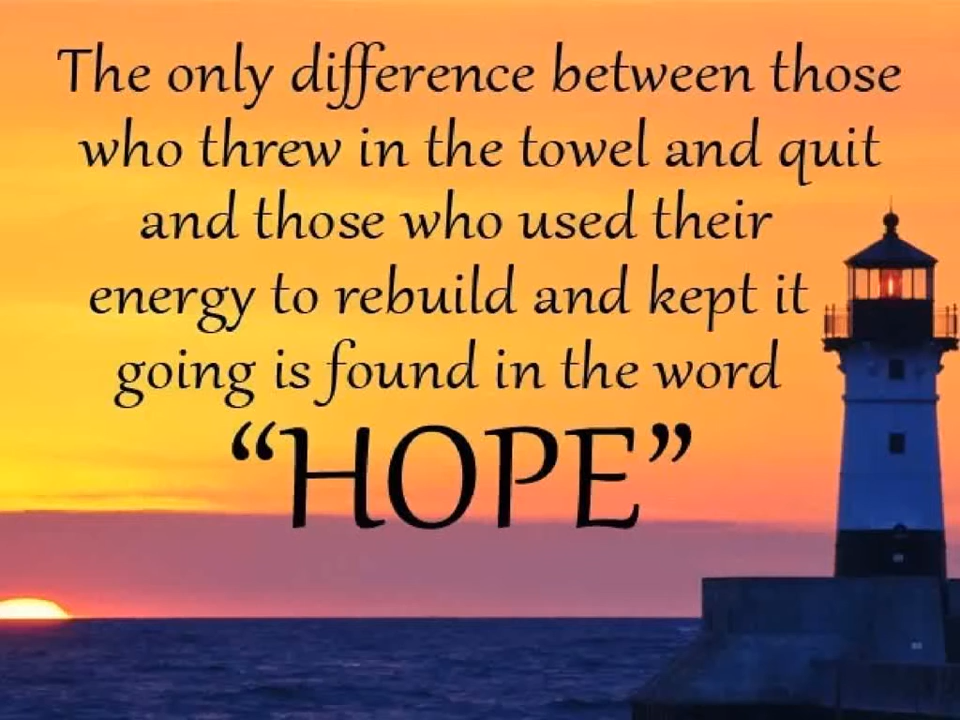 The only difference between those
who threw in the towel and quit
and those who used their
energy to rebuild and kept it
going is found in the word
“HOPE”